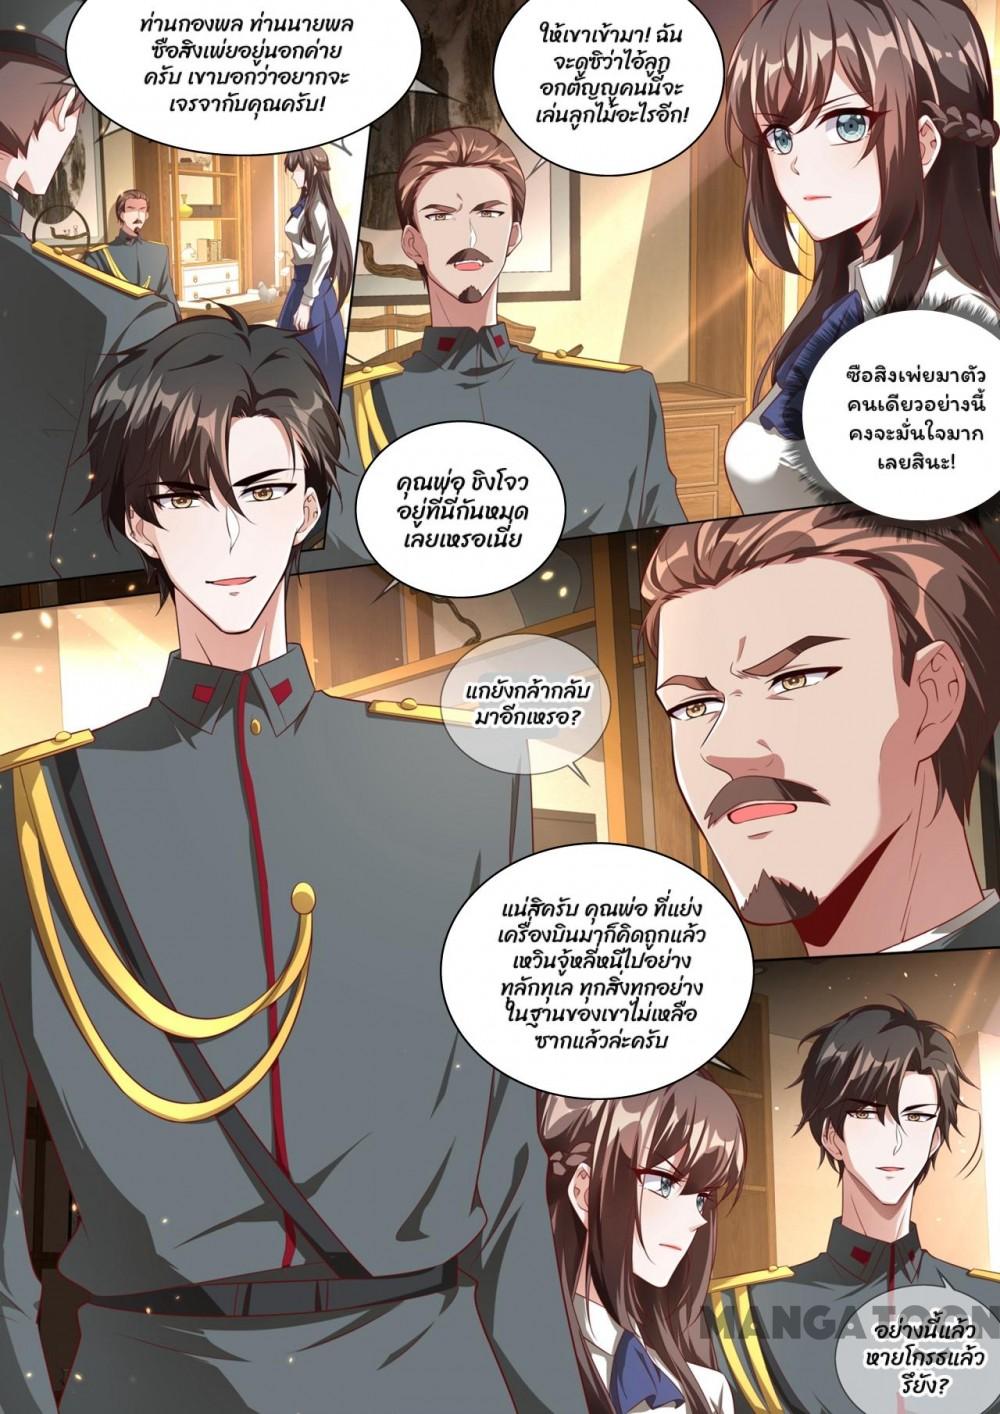 ท่านกองพล ท่านนายพล
ซือสิงเพ่ยอยู่นอกค่าย
ครับ เขาบอกว่าอยากจะ
เจรจากับคุณครับ!
ให้เขาเข้ามา! ฉัน
จะดูซิว่าไอ้ลูก
อกตัญญูคนนี้จะ
เล่นลูกไม้อะไรอีก!
ซือสิงเพ่ยมาตัว
คนเดียวอย่างนี้
คงจะมั่นใจมาก
เลยสินะ!
คุณพ่อ ชิงโจว
อยู่ที่นี่กันหมด
เลยเหรอเนี่ย
แกยังกล้ากลับ
มาอีกเหรอ?
แน่สิครับ คุณพ่อ ที่แย่ง
เครื่องบินมาก็คิดถูกแล้ว
เหวินจู้หลี่หนีไปอย่าง
ทุลักทุเล ทุกสิ่งทุกอย่าง
ในฐานของเขาไม่เหลือ
ซากแล้วล่ะครับ
MANGA TOON
อย่างนี้แล้ว
หายโกรธแล้ว
รึยัง?